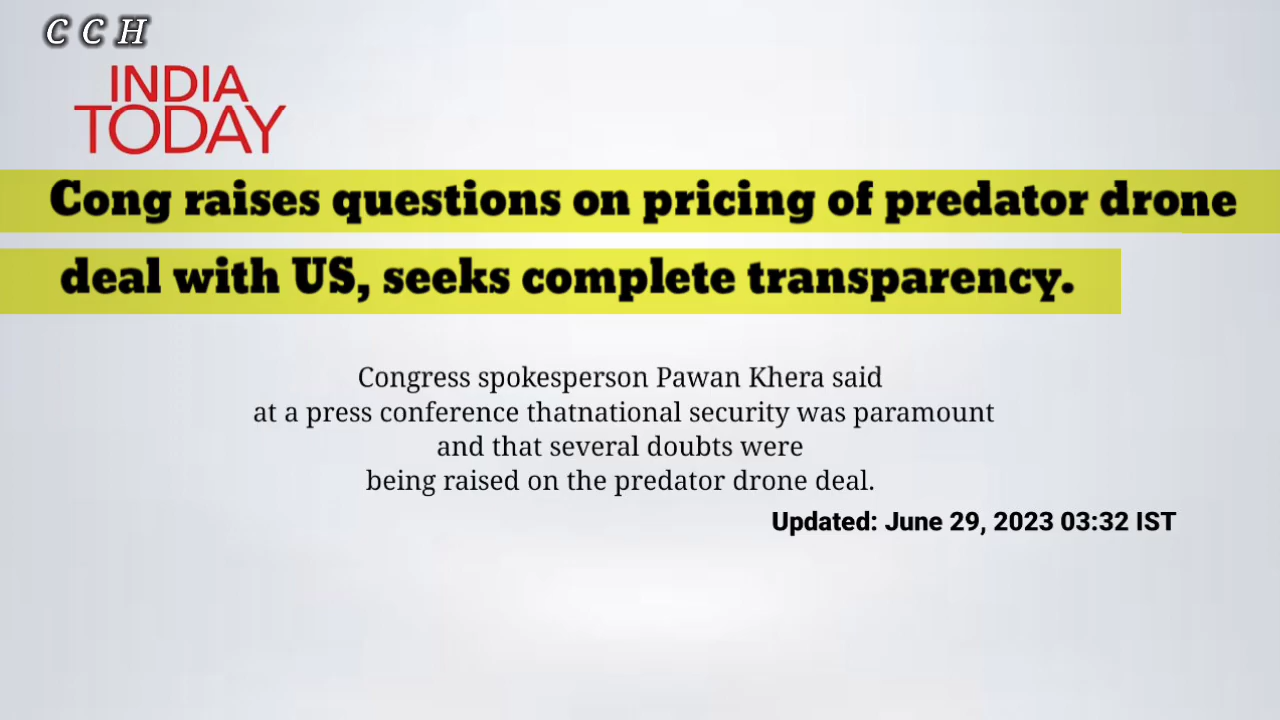 C C H
INDIA
TODAY
Cong raises questions on pricing of predator drone
deal with US, seeks complete transparency.
Congress spokesperson Pawan Khera said
at a press conference thatnational security was paramount
and that several doubts were
being raised on the predator drone deal.
Updated: June 29, 2023 03:32 IST